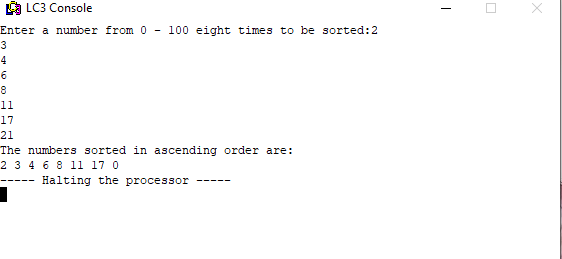 LC3 Console
Enter a number from 0 - 100 eight times to be sorted:2
3
4
6
8
11
17
21
The numbers sorted in ascending order are:
2 3 4 6 8 11 17 0
----- Halting the processor -----